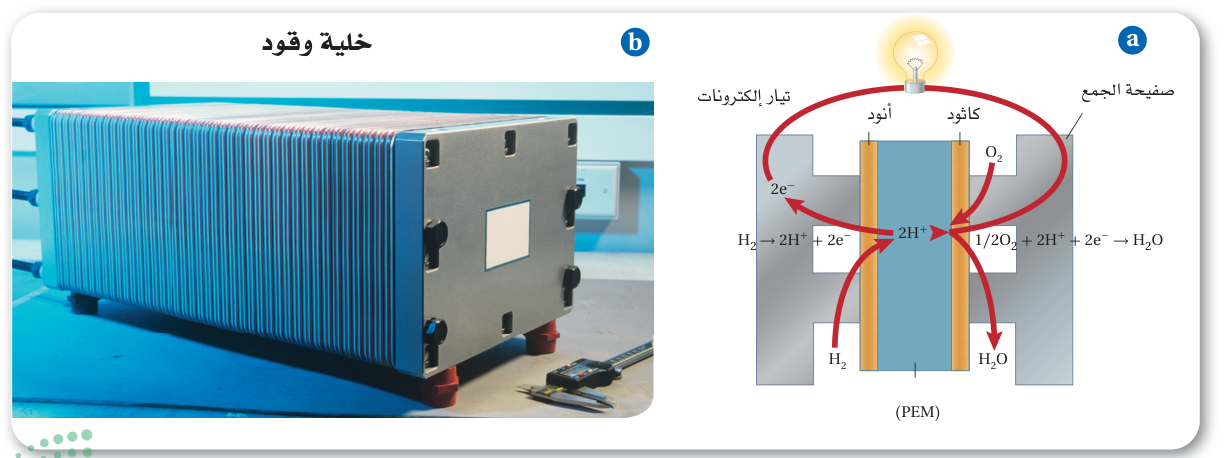 a
صفيحة الجمع
تيار إلكترونات
كاثود
أنود
O₂
2e⁻
H₂ → 2H⁺ + 2e⁻
2H⁺
1/2O₂ + 2H⁺ + 2e⁻ → H₂O
H₂
H₂O
(PEM)
b
خلية وقود